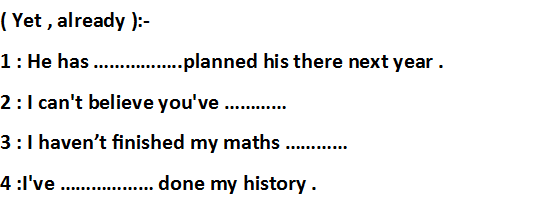 ( Yet , already ):-
1 : He has .................planned his there next year .
2 : I can't believe you've ............
3 : I haven’t finished my maths ............
4 :I've .................. done my history .